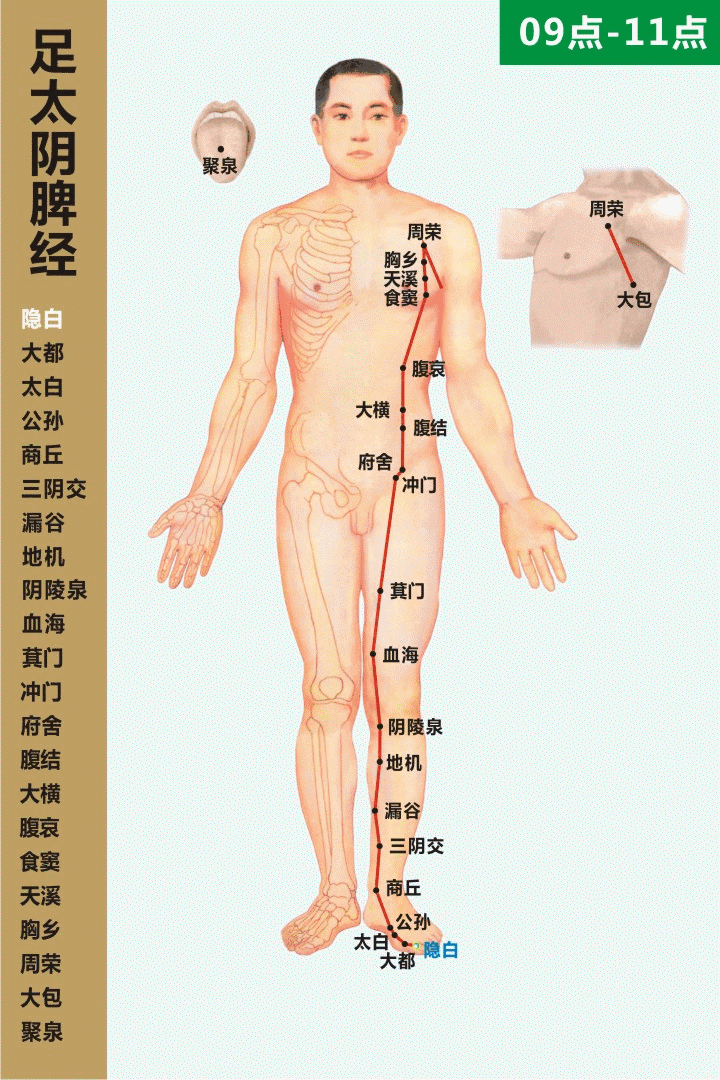 足太阴脾经
隐白
大都
太白
公孙
商丘
三阴交
漏谷
地机
阴陵泉
血海
萁门
冲门
府舍
腹结
大横
腹哀
食窦
天溪
胸乡
周荣
大包
聚泉
09点-11点
聚泉
周荣
胸乡
天溪
食窦
腹哀
大横
腹结
府舍
冲门
萁门
血海
阴陵泉
地机
漏谷
三阴交
商丘
公孙
太白
隐白
大都
周荣
大包